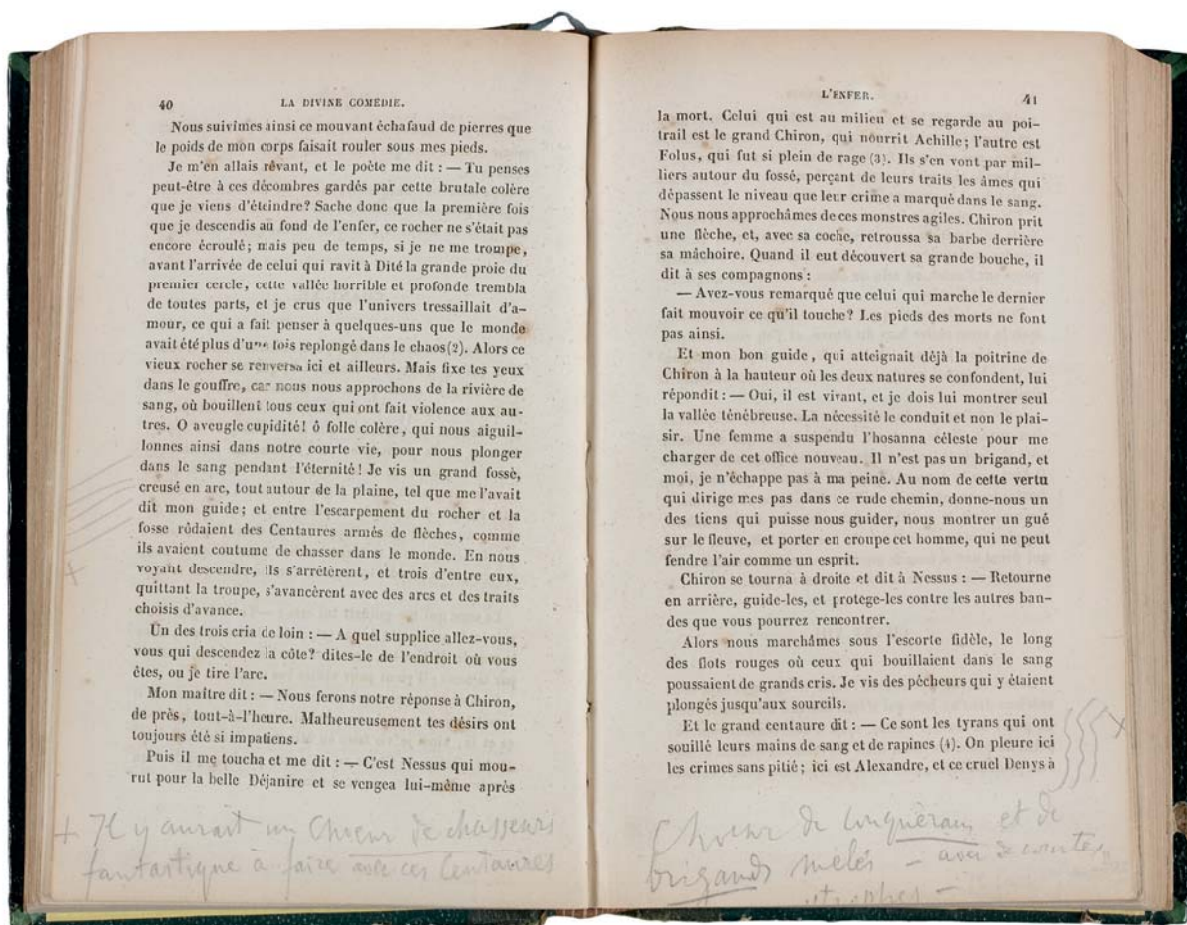 40 LA DIVINE COMÉDIE.
Nous suivîmes ainsi ce mouvant échafaud de pierres que
le poids de mon corps faisait rouler sous mes pieds.
Je m'en allais rêvant, et le poète me dit : — Tu penses
peut-être à ces décombres gardés par cette brutale colère
que je viens d'éteindre? Sache donc que la première fois
que je descendis au fond de l'enfer, ce rocher ne s'était pas
encore écroulé; mais peu de temps, si je ne me trompe,
avant l'arrivée de celui qui ravit à Dité la grande proie du
premier cercle, cette vallée horrible et profonde trembla
de toutes parts, et je crus que l'univers tressaillait d'a-
mour, ce qui a fait penser à quelques-uns que le monde
avait été plus d'une fois replongé dans le chaos(2). Alors ce
vieux rocher se renversa ici et ailleurs. Mais fixe tes yeux
dans le gouffre, car nous nous approchons de la rivière de
sang, où bouillent tous ceux qui ont fait violence aux au-
tres. O aveugle cupidité! ô folle colère, qui nous aiguil-
lonnes ainsi dans notre courte vie, pour nous plonger
dans le sang pendant l'éternité! Je vis un grand fossé,
creusé en arc, tout autour de la plaine, tel que me l'avait
dit mon guide; et entre l'escarpement du rocher et la
fosse rôdaient des Centaures armés de flèches, comme
ils avaient coutume de chasser dans le monde. En nous
voyant descendre, ils s'arrêtèrent, et trois d'entre eux,
quittant la troupe, s'avancèrent avec des arcs et des traits
choisis d'avance.
Un des trois cria de loin : — A quel supplice allez-vous,
vous qui descendez la côte? dites-le de l'endroit où vous
êtes, ou je tire l'arc.
Mon maître dit : — Nous ferons notre réponse à Chiron,
de près, tout-à-l'heure. Malheureusement tes désirs ont
toujours été si impatiens.
Puis il me toucha et me dit : — C'est Nessus qui mou-
rut pour la belle Déjanire et se vengea lui-même après
+ Il y aurait un Choeur de chasseurs
fantastique à faire avec ces Centaures
L'ENFER. 41
la mort. Celui qui est au milieu et se regarde au poi-
trail est le grand Chiron, qui nourrit Achille; l'autre est
Folus, qui fut si plein de rage (3). Ils s'en vont par mil-
liers autour du fossé, perçant de leurs traits les âmes qui
dépassent le niveau que leur crime a marqué dans le sang.
Nous nous approchâmes de ces monstres agiles. Chiron prit
une flèche, et, avec sa coche, retroussa sa barbe derrière
sa mâchoire. Quand il eut découvert sa grande bouche, il
dit à ses compagnons :
— Avez-vous remarqué que celui qui marche le dernier
fait mouvoir ce qu'il touche? Les pieds des morts ne font
pas ainsi.
Et mon bon guide, qui atteignait déjà la poitrine de
Chiron à la hauteur où les deux natures se confondent, lui
répondit : — Oui, il est vivant, et je dois lui montrer seul
la vallée ténébreuse. La nécessité le conduit et non le plai-
sir. Une femme a suspendu l'hosanna céleste pour me
charger de cet office nouveau. Il n'est pas un brigand, et
moi, je n'échappe pas à ma peine. Au nom de cette vertu
qui dirige mes pas dans ce rude chemin, donne-nous un
des tiens qui puisse nous guider, nous montrer un gué
sur le fleuve, et porter en croupe cet homme, qui ne peut
fendre l'air comme un esprit.
Chiron se tourna à droite et dit à Nessus : — Retourne
en arrière, guide-les, et protege-les contre les autres ban-
des que vous pourrez rencontrer.
Alors nous marchâmes sous l'escorte fidèle, le long
des flots rouges où ceux qui bouillaient dans le sang
poussaient de grands cris. Je vis des pécheurs qui y étaient
plongés jusqu'aux sourcils.
Et le grand centaure dit : — Ce sont les tyrans qui ont
souillé leurs mains de sang et de rapines (4). On pleure ici
les crimes sans pitié; ici est Alexandre, et ce cruel Denys à
Choeur de Conquérans et de
brigands mêlés – avec de courtes
strophes –